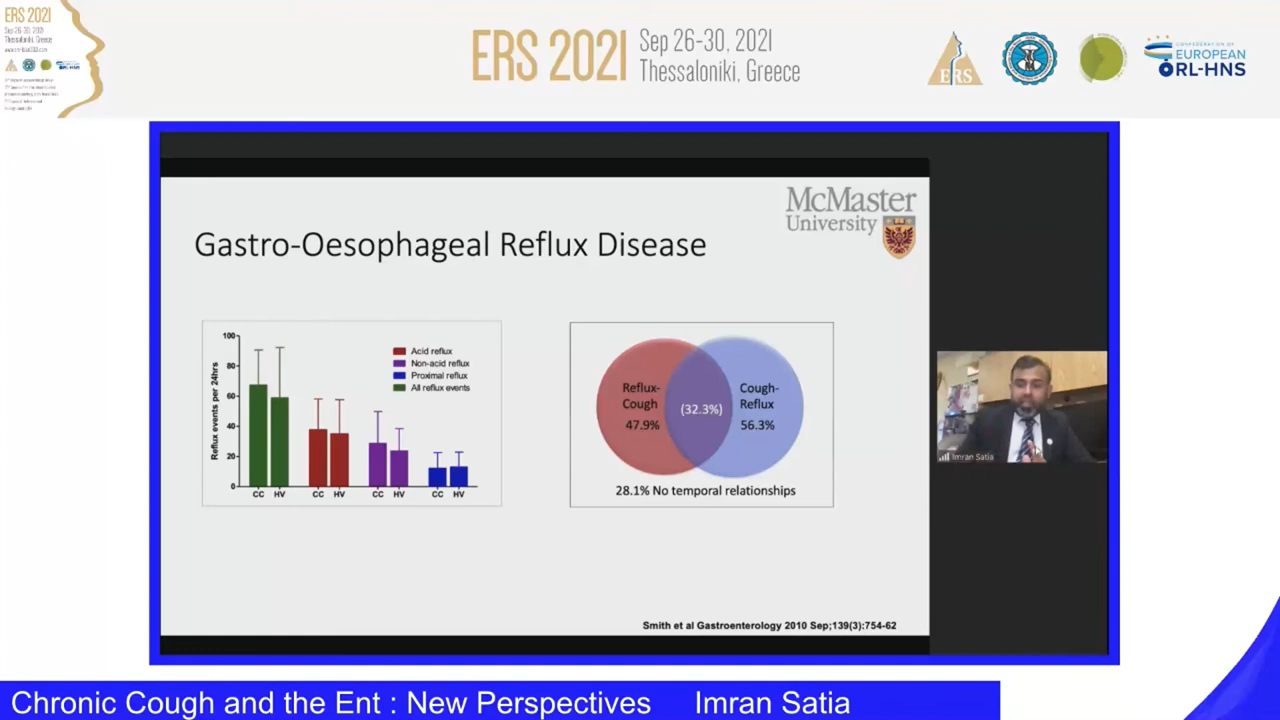 ERS 2021
Sep 26-30, 2021
Thessaloniki, Greece
ERS 2021
Sep 26-30, 2021
Thessaloniki, Greece
ERS
CONFEDERATION OF
EUROPEAN
ORL-HNS
McMaster
University
Gastro-Oesophageal Reflux Disease
Reflux events per 24hrs
100
80
60
40
20
0
Acid reflux
Non-acid reflux
Proximal reflux
All reflux events
CC HV CC HV CC HV CC HV
Reflux-
Cough
47.9%
(32.3%)
Cough-
Reflux
56.3%
28.1% No temporal relationships
Smith et al Gastroenterology 2010 Sep;139(3):754-62
Imran Satia
Chronic Cough and the Ent : New Perspectives Imran Satia